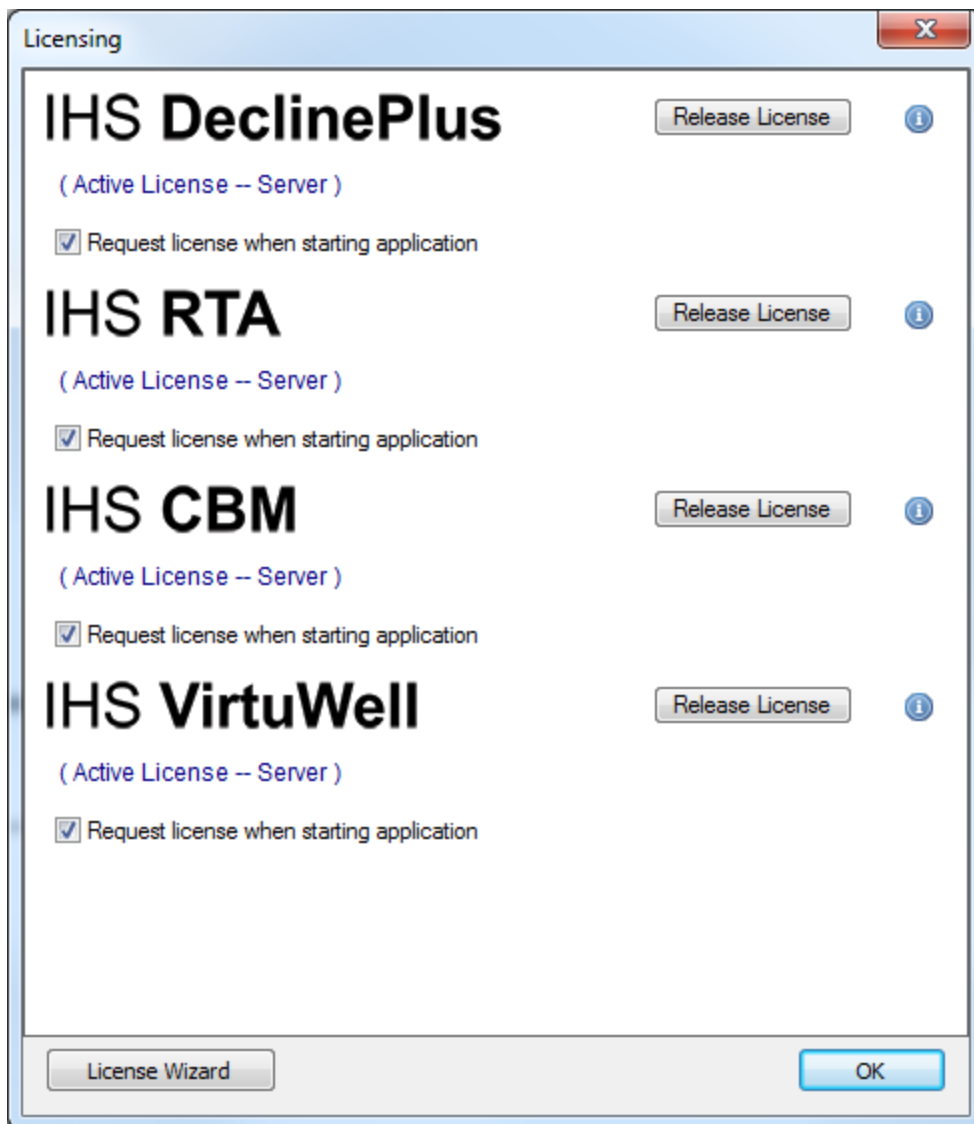 Licensing
IHS DeclinePlus Release License
( Active License -- Server )
Request license when starting application
IHS RTA Release License
( Active License -- Server )
Request license when starting application
IHS CBM Release License
( Active License -- Server )
Request license when starting application
IHS VirtuWell Release License
( Active License -- Server )
Request license when starting application
License Wizard OK